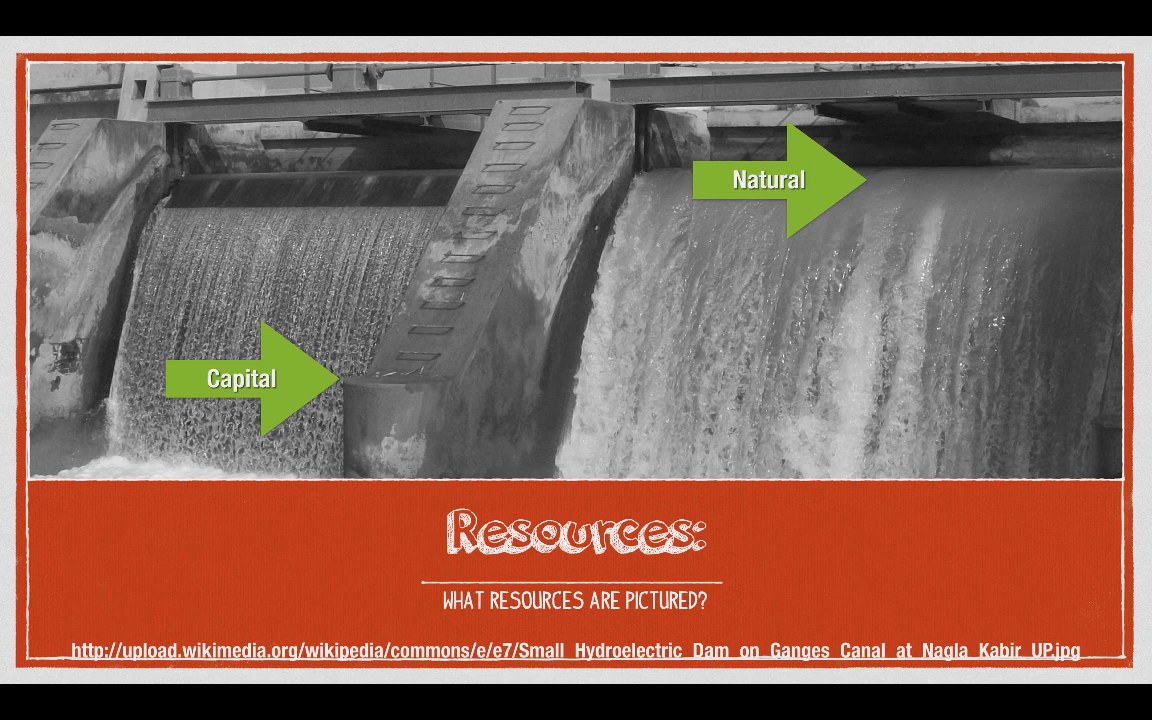 Natural
Capital
Resources:
WHAT RESOURCES ARE PICTURED?
http://upload.wikimedia.org/wikipedia/commons/e/e7/Small_Hydroelectric_Dam_on_Ganges_Canal_at_Nagla_Kabir_UP.jpg